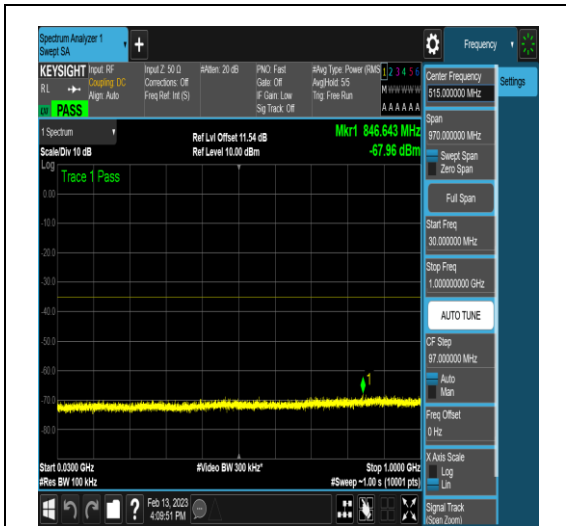 Spectrum Analyzer 1
Swept SA
+
Frequency
KEYSIGHT
RL
PASS
Input: RF
Coupling: DC
Align: Auto
Input Z: 50 Ω
Corrections: Off
Freq Ref: Int (S)
#Atten: 20 dB
PNO: Fast
Gate: Off
IF Gain: Low
Sig Track: Off
#Avg Type: Power (RMS
Avg|Hold: 5/5
Trig: Free Run
1 2 3 4 5 6
M W W W W W
A A A A A A
1 Spectrum
Scale/Div 10 dB
Ref Lvl Offset 11.54 dB
Ref Level 10.00 dBm
Mkr1 846.643 MHz
-67.96 dBm
Log
Trace 1 Pass
0.00
-10.0
-20.0
-30.0
-40.0
-50.0
-60.0
-70.0
-80.0
1
Start 0.0300 GHz
#Res BW 100 kHz
#Video BW 300 kHz*
Stop 1.0000 GHz
#Sweep ~1.00 s (10001 pts)
Feb 13, 2023
4:09:51 PM
Center Frequency
515.000000 MHz
Settings
Span
970.000000 MHz
Swept Span
Zero Span
Full Span
Start Freq
30.000000 MHz
Stop Freq
1.000000000 GHz
AUTO TUNE
CF Step
97.000000 MHz
Auto
Man
Freq Offset
0 Hz
X Axis Scale
Log
Lin
Signal Track
(Span Zoom)